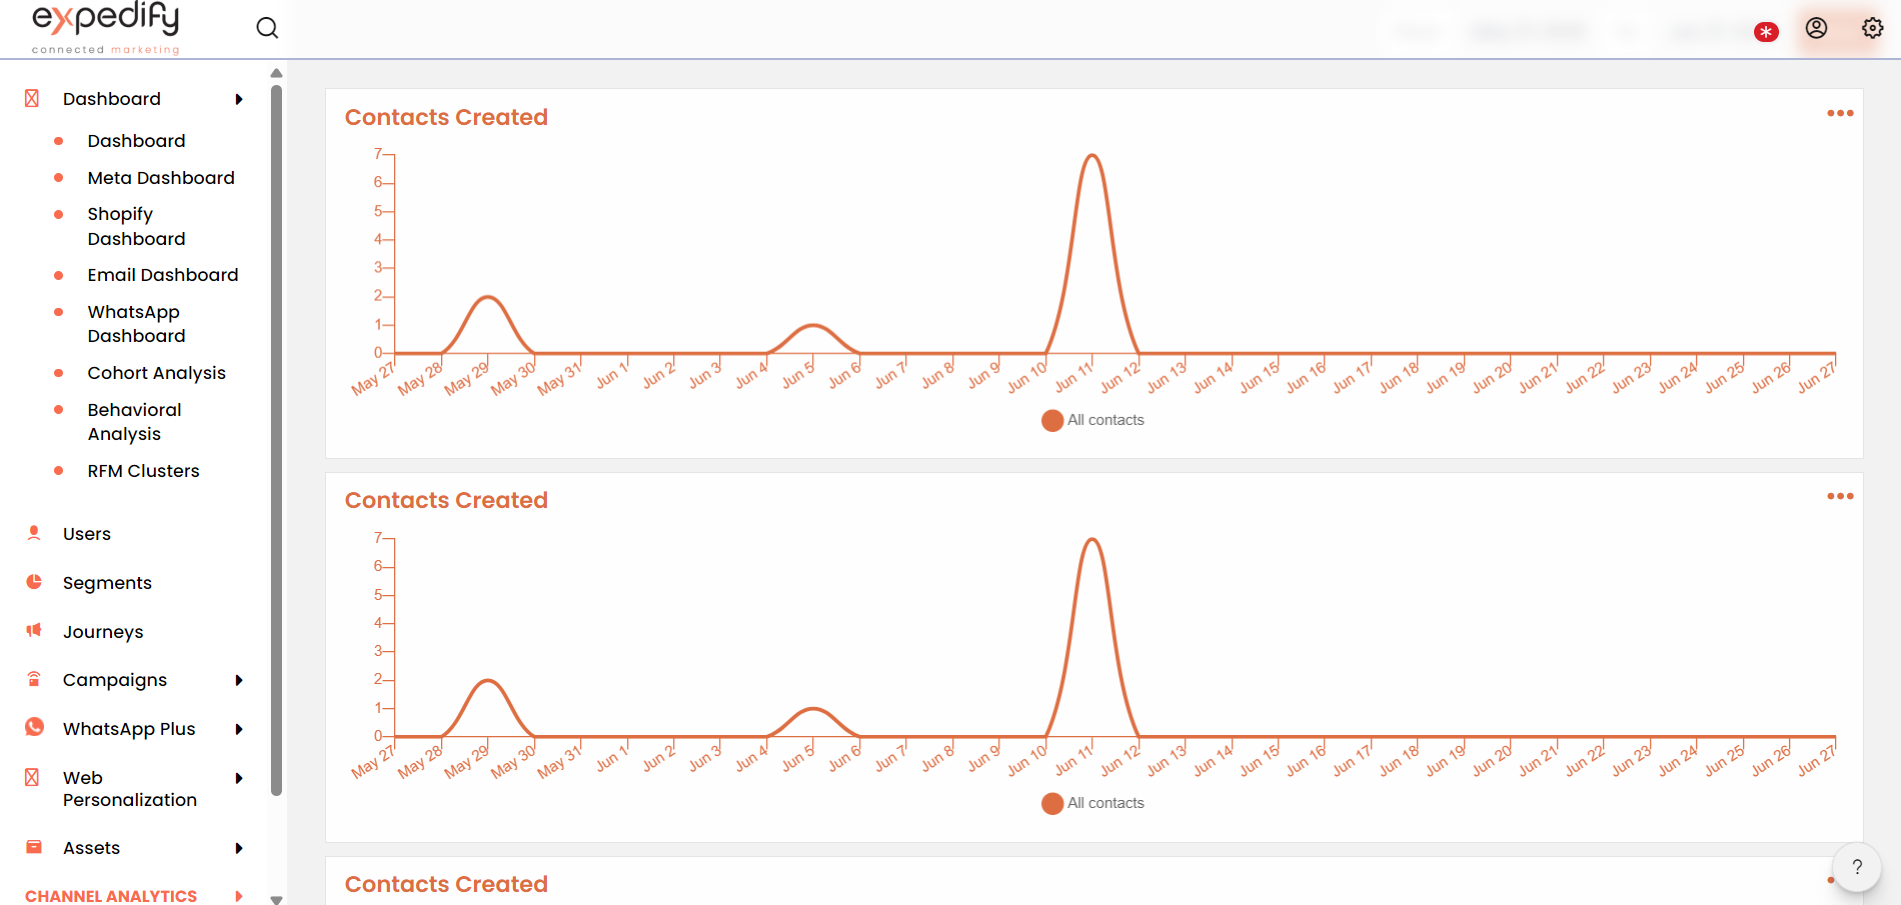 expedify
connected marketing
Dashboard
Dashboard
Meta Dashboard
Shopify
Dashboard
Email Dashboard
WhatsApp
Dashboard
Cohort Analysis
Behavioral
Analysis
RFM Clusters
Users
Segments
Journeys
Campaigns
WhatsApp Plus
Web
Personalization
Assets
CHANNEL ANALYTICS
Contacts Created
7
6
5
4
3
2
1
0
May 27 May 28 May 29 May 30 May 31 Jun 1 Jun 2 Jun 3 Jun 4 Jun 5 Jun 6 Jun 7 Jun 8 Jun 9 Jun 10 Jun 11 Jun 12 Jun 13 Jun 14 Jun 15 Jun 16 Jun 17 Jun 18 Jun 19 Jun 20 Jun 21 Jun 22 Jun 23 Jun 24 Jun 25 Jun 26 Jun 27
All contacts
Contacts Created
7
6
5
4
3
2
1
0
May 27 May 28 May 29 May 30 May 31 Jun 1 Jun 2 Jun 3 Jun 4 Jun 5 Jun 6 Jun 7 Jun 8 Jun 9 Jun 10 Jun 11 Jun 12 Jun 13 Jun 14 Jun 15 Jun 16 Jun 17 Jun 18 Jun 19 Jun 20 Jun 21 Jun 22 Jun 23 Jun 24 Jun 25 Jun 26 Jun 27
All contacts
Contacts Created
?